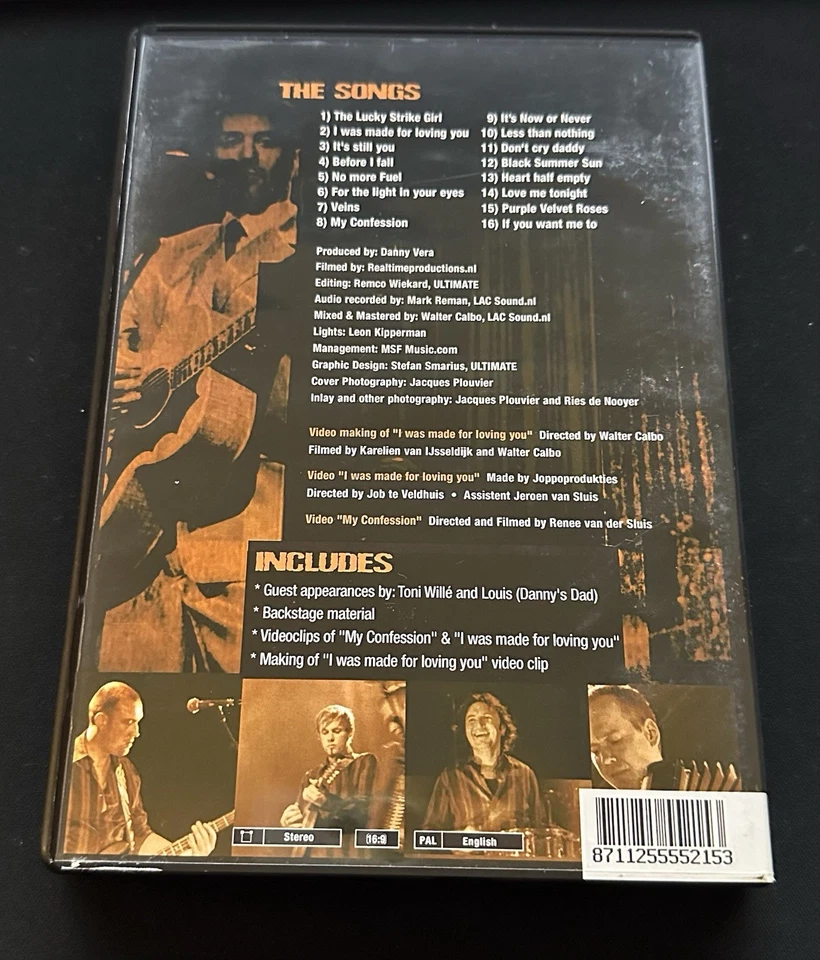 THE SONGS
1) The Lucky Strike Girl
2) I was made for loving you
3) It's still you
4) Before I fall
5) No more Fuel
6) For the light in your eyes
7) Veins
8) My Confession
9) It's Now or Never
10) Less than nothing
11) Don't cry daddy
12) Black Summer Sun
13) Heart half empty
14) Love me tonight
15) Purple Velvet Roses
16) If you want me to
Produced by: Danny Vera
Filmed by: Realtimeproductions.nl
Editing: Remco Wiekard, ULTIMATE
Audio recorded by: Mark Reman, LAC Sound.nl
Mixed & Mastered by: Walter Calbo, LAC Sound.nl
Lights: Leon Kipperman
Management: MSF Music.com
Graphic Design: Stefan Smarius, ULTIMATE
Cover Photography: Jacques Plouvier
Inlay and other photography: Jacques Plouvier and Ries de Nooyer
Video making of "I was made for loving you" Directed by Walter Calbo
Filmed by Karelien van IJsseldijk and Walter Calbo
Video "I was made for loving you" Made by Joppoprodukties
Directed by Job te Veldhuis • Assistent Jeroen van Sluis
Video "My Confession" Directed and Filmed by Renee van der Sluis
INCLUDES
* Guest appearances by: Toni Willé and Louis (Danny's Dad)
* Backstage material
* Videoclips of "My Confession" & "I was made for loving you"
* Making of "I was made for loving you" video clip
Stereo 16:9 PAL English
8711255552153